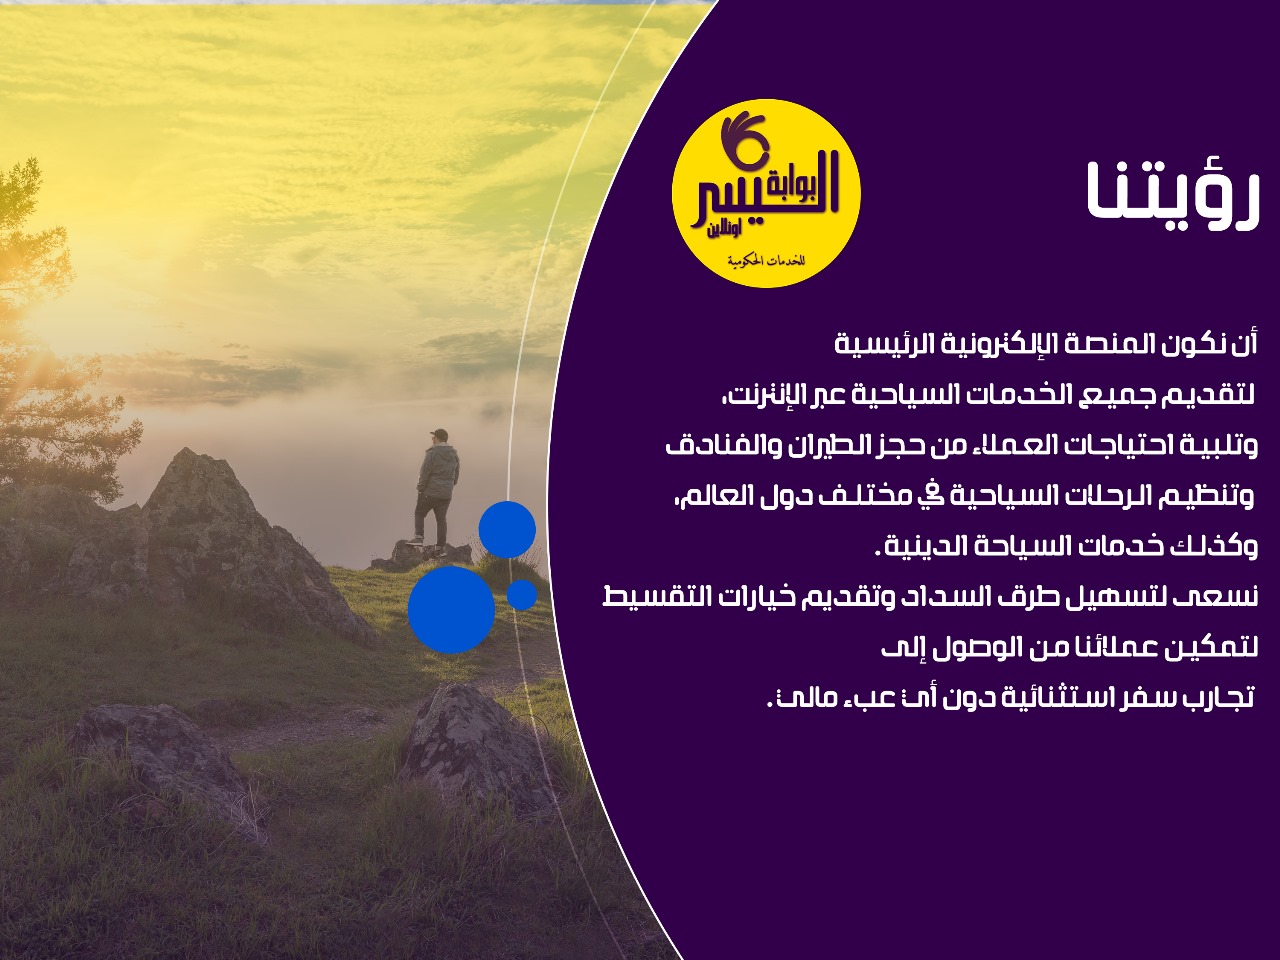 رؤيتنا
البوابة
اليسر
اونلاين
للخدمات الحكومية
أن نكون المنصة الإلكترونية الرئيسية
لتقديم جميع الخدمات السياحية عبر الإنترنت،
وتلبية احتياجات العملاء من حجز الطيران والفنادق
وتنظيم الرحلات السياحية في مختلف دول العالم،
وكذلك خدمات السياحة الدينية.
نسعى لتسهيل طرق السداد وتقديم خيارات التقسيط
لتمكين عملائنا من الوصول إلى
تجارب سفر استثنائية دون أي عبء مالي.